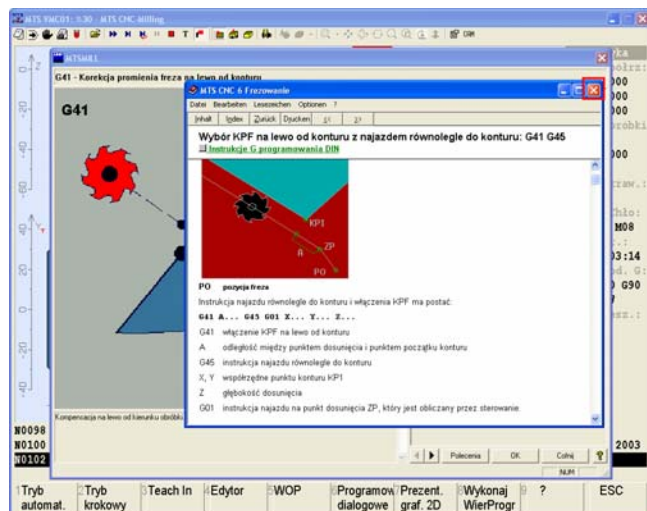 MTS VMC01: %30 - MTS CNC-Milling
MTSMILL
G41 - Korekcja promienia freza na lewo od konturu
G41
MTS CNC 6 Frezowanie
Datei Bearbeiten Lesezeichen Optionen ?
Inhalt Index Zurück Drucken << >>
Wybór KPF na lewo od konturu z najazdem równolegle do konturu: G41 G45
Instrukcje G programowania DIN
KP1
A
ZP
PO
PO pozycja freza
Instrukcja najazdu równolegle do konturu i włączenia KPF ma postać:
G41 A... G45 G01 X... Y... Z...
G41 włączenie KPF na lewo od konturu
A odległość między punktem dosunięcia i punktem początku konturu
G45 instrukcja najazdu równolegle do konturu
X, Y współrzędne punktu konturu KP1
Z głębokość dosunięcia
G01 instrukcja najazdu na punkt dosunięcia ZP, który jest obliczany przez sterowanie.
Kompensacja na lewo od kierunku obróbki
M08
03:14
G90
2003
N0098
N0100
N0102
Polecenia OK Cofnij ?
NUM
1 Tryb automat.
2 Tryb krokowy
3 Teach In
4 Edytor
5 WOP
6 Programow dialogowe
7 Prezent. graf. 2D
8 Wykonaj WierProgr
9 ?
ESC